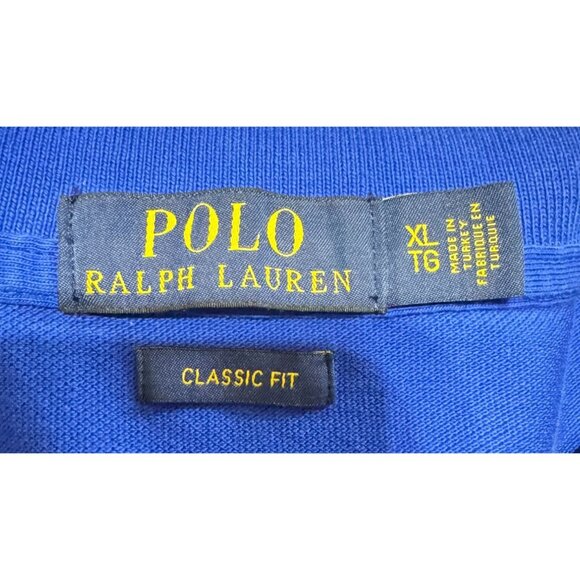 POLO
RALPH LAUREN
XL
TG
MADE IN
TURKEY
FABRIQUE EN
TURQUIE
CLASSIC FIT